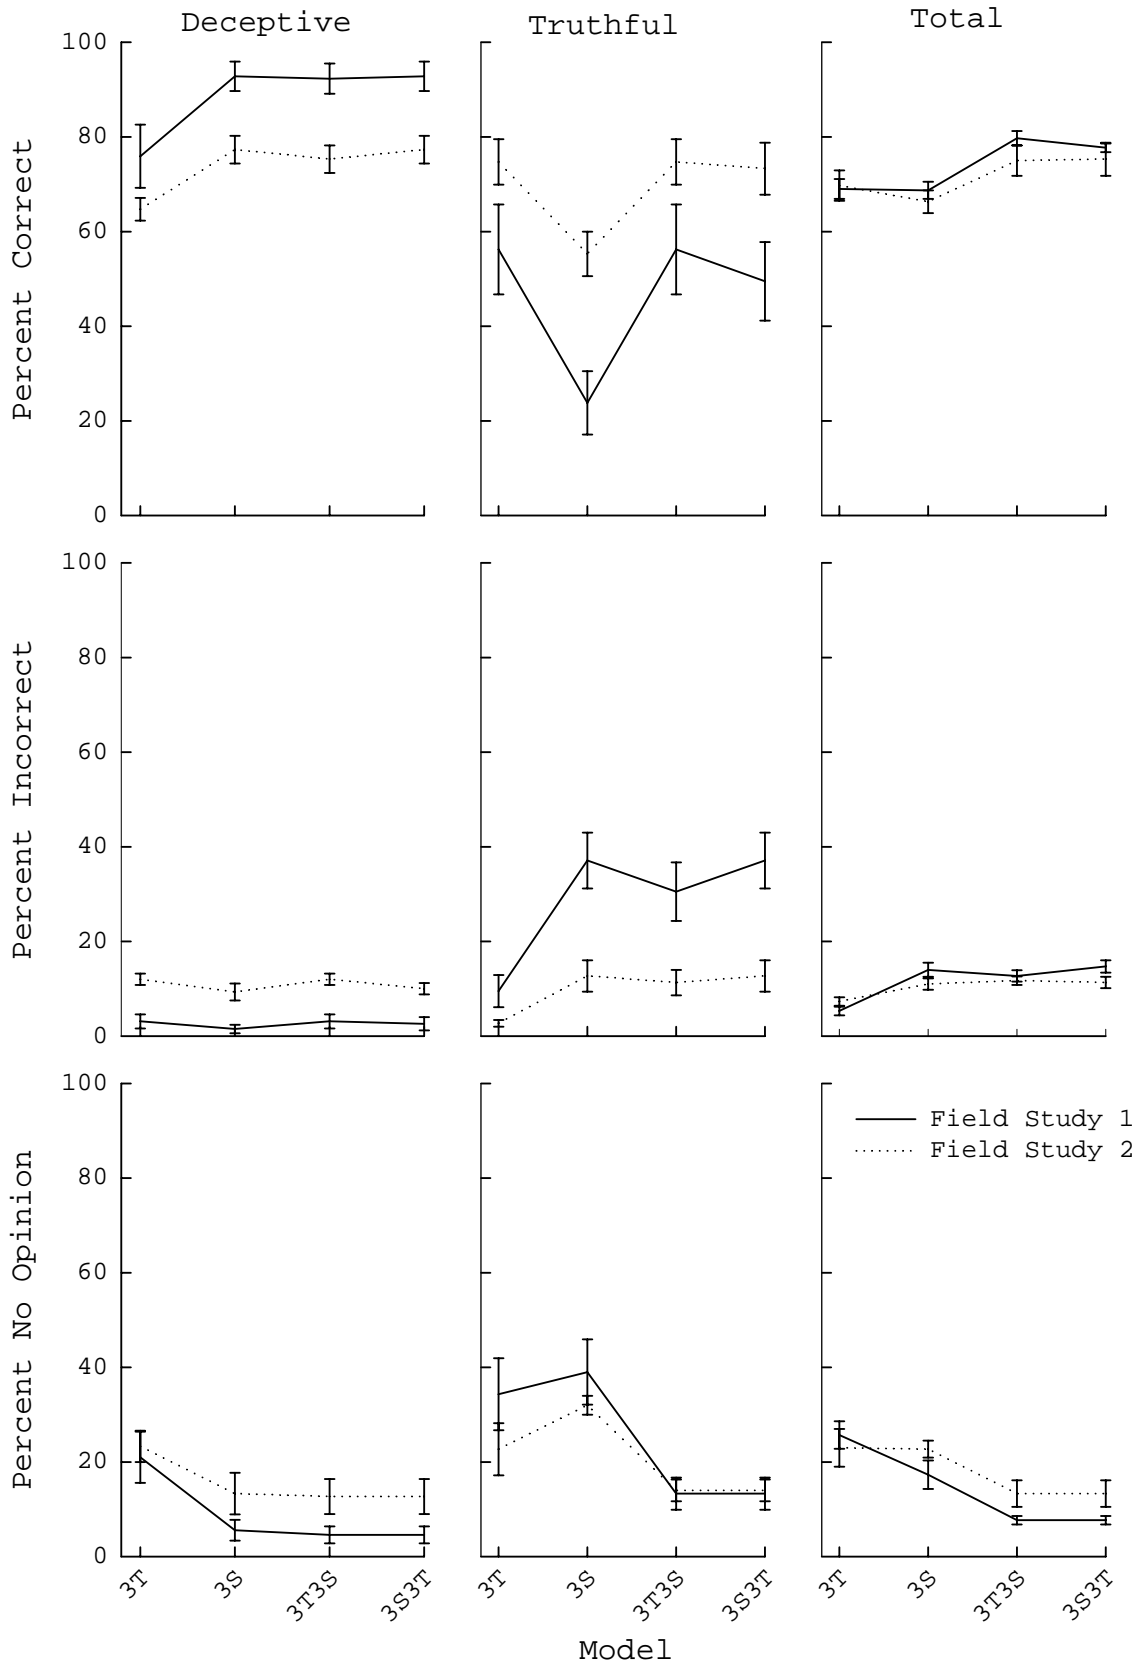 Deceptive Truthful Total
Percent Correct
100
80
60
40
20
0
Percent Incorrect
100
80
60
40
20
0
Percent No Opinion
100
80
60
40
20
0
Field Study 1
Field Study 2
3T 3S 3T3S 3S3T 3T 3S 3T3S 3S3T 3T 3S 3T3S 3S3T
Model